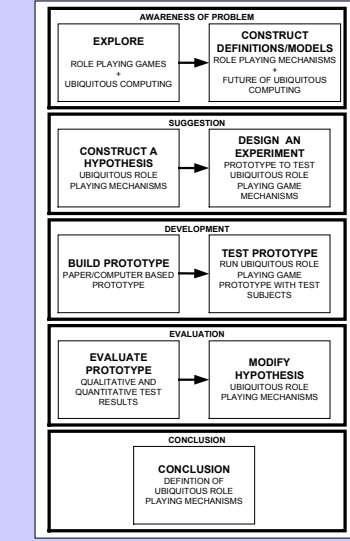 AWARENESS OF PROBLEM
EXPLORE
ROLE PLAYING GAMES
+
UBIQUITOUS COMPUTING
CONSTRUCT
DEFINITIONS/MODELS
ROLE PLAYING MECHANISMS
+
FUTURE OF UBIQUITOUS
COMPUTING
SUGGESTION
CONSTRUCT A
HYPOTHESIS
UBIQUITOUS ROLE
PLAYING MECHANISMS
DESIGN AN
EXPERIMENT
PROTOTYPE TO TEST
UBIQUITOUS ROLE
PLAYING GAME
MECHANISMS
DEVELOPMENT
BUILD PROTOTYPE
PAPER/COMPUTER BASED
PROTOTYPE
TEST PROTOTYPE
RUN UBIQUITOUS ROLE
PLAYING GAME
PROTOTYPE WITH TEST
SUBJECTS
EVALUATION
EVALUATE
PROTOTYPE
QUALITATIVE AND
QUANTITATIVE TEST
RESULTS
MODIFY
HYPOTHESIS
UBIQUITOUS ROLE
PLAYING MECHANISMS
CONCLUSION
CONCLUSION
DEFINTION OF
UBIQUITOUS ROLE
PLAYING MECHANISMS